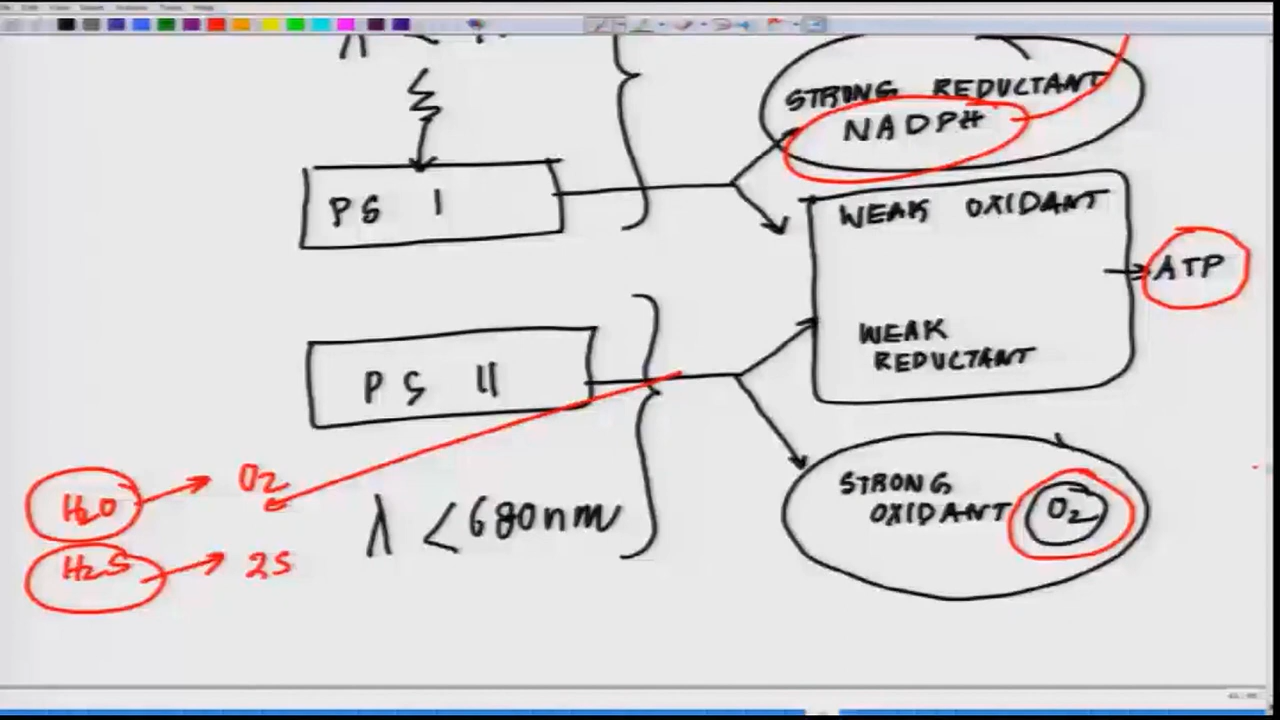 STRONG REDUCTANT
NADPH
PS I
WEAK OXIDANT
ATP
WEAK
REDUCTANT
PS II
STRONG
OXIDANT O2
H2O → O2
λ < 680nm
H2S → 2S